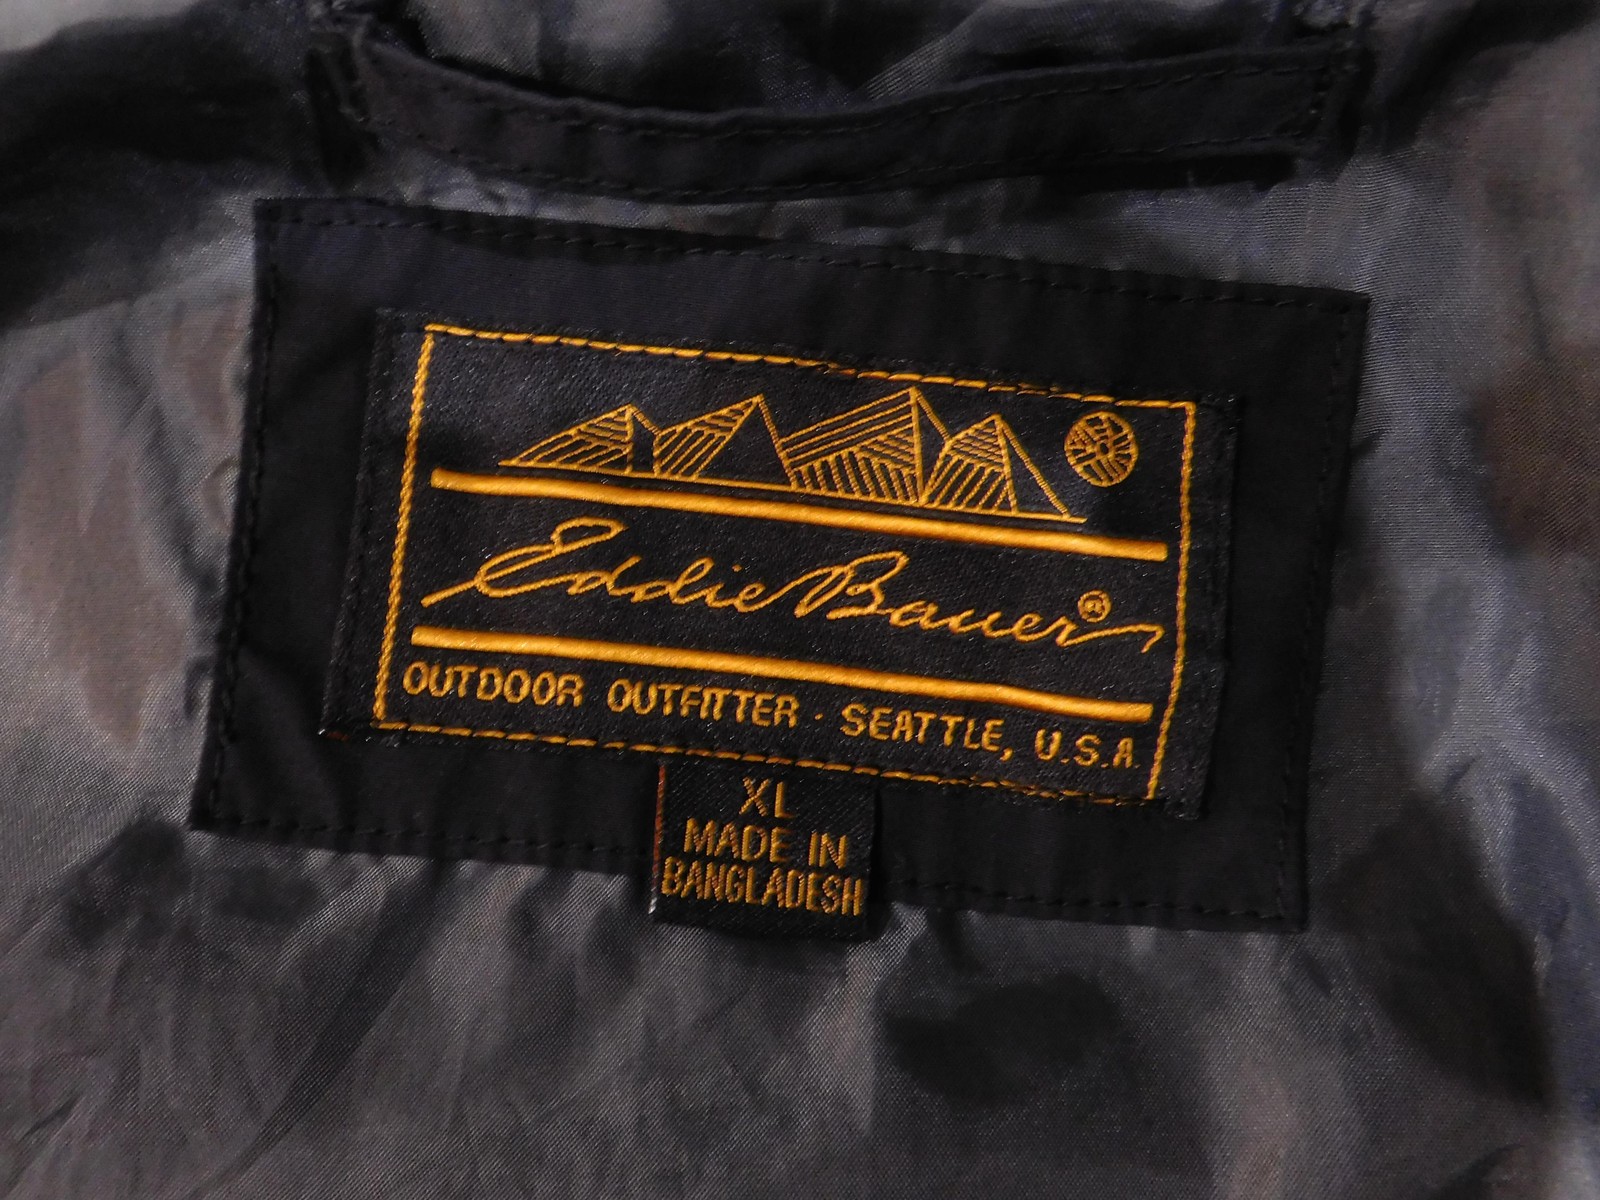 Eddie Bauer®
OUTDOOR OUTFITTER · SEATTLE, U.S.A.
XL
MADE IN
BANGLADESH